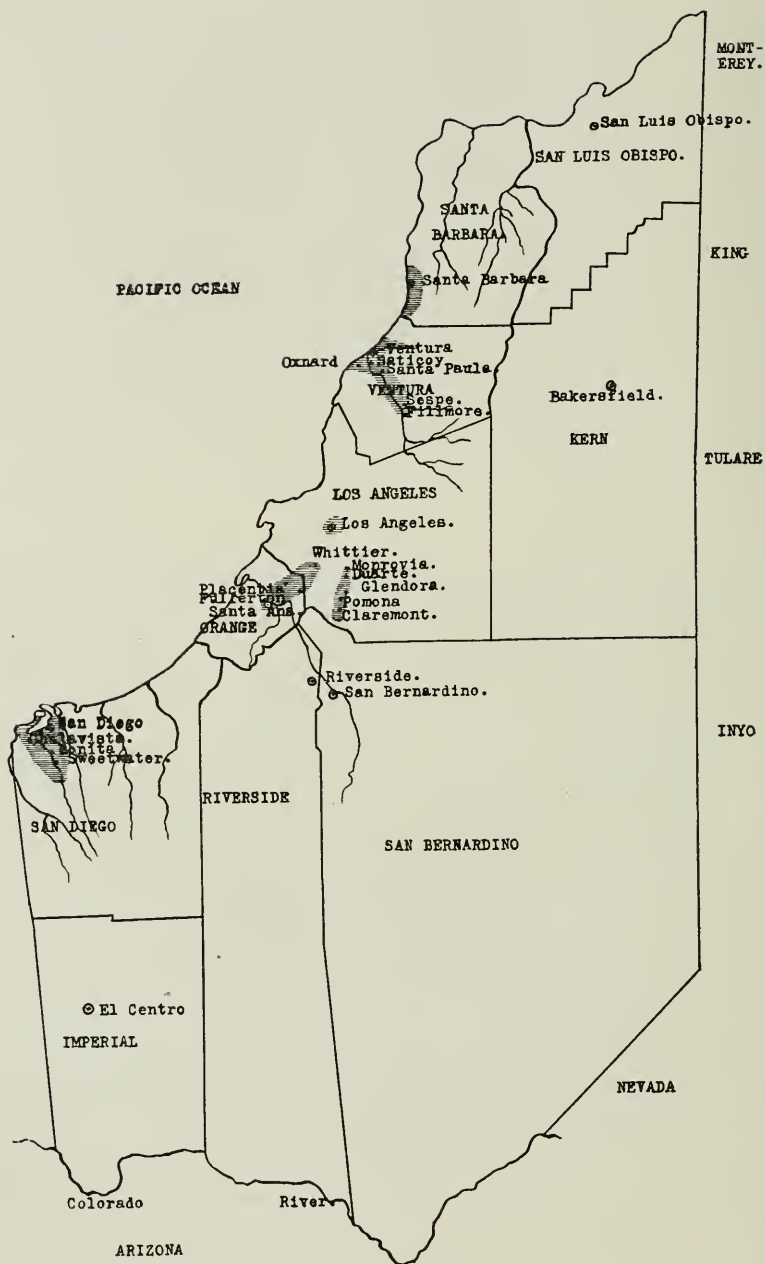 MONT-
EREY.
San Luis Obispo.
SAN LUIS OBISPO.
SANTA
BARBARA
KING
Santa Barbara
PACIFIC OCEAN
Ventura
Saticoy
Oxnard
Santa Paula.
VENTURA
Sespe.
Fillmore.
Bakersfield.
KERN
TULARE
LOS ANGELES
Los Angeles.
Whittier.
Monrovia.
Duarte.
Glendora.
Placentia
Fullerton
Pomona
Santa Ana.
Claremont.
ORANGE
Riverside.
San Bernardino.
San Diego
Chulavista.
Bonita
Sweetwater.
INYO
RIVERSIDE
SAN DIEGO
SAN BERNARDINO
El Centro
IMPERIAL
NEVADA
Colorado
River.
ARIZONA